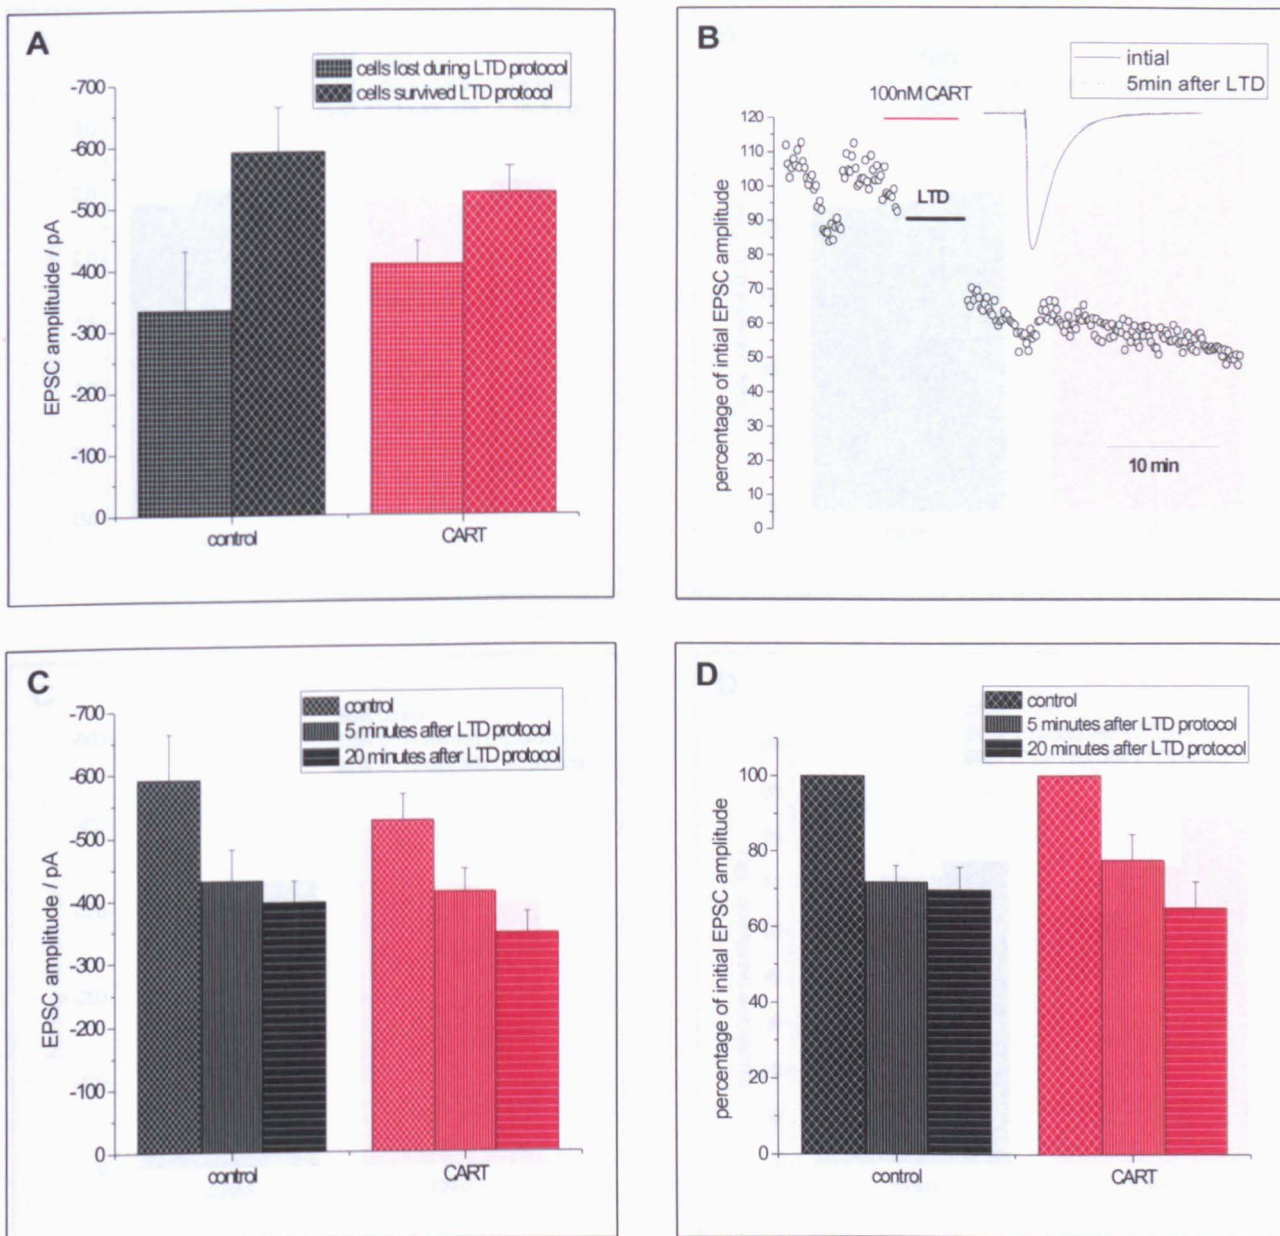 A
cells lost during LTD protocol
cells survived LTD protocol
-700
-600
-500
-400
-300
-200
-100
0
EPSC amplituide / pA
control
CART
B
intial
5min after LTD
100nM CART
LTD
120
110
100
90
80
70
60
50
40
30
20
10
0
percentage of intial EPSC amplitude
10 min
C
control
5 minutes after LTD protocol
20 minutes after LTD protocol
-700
-600
-500
-400
-300
-200
-100
0
EPSC amplitude / pA
control
CART
D
control
5 minutes after LTD protocol
20 minutes after LTD protocol
100
80
60
40
20
0
percentage of initial EPSC amplitude
control
CART